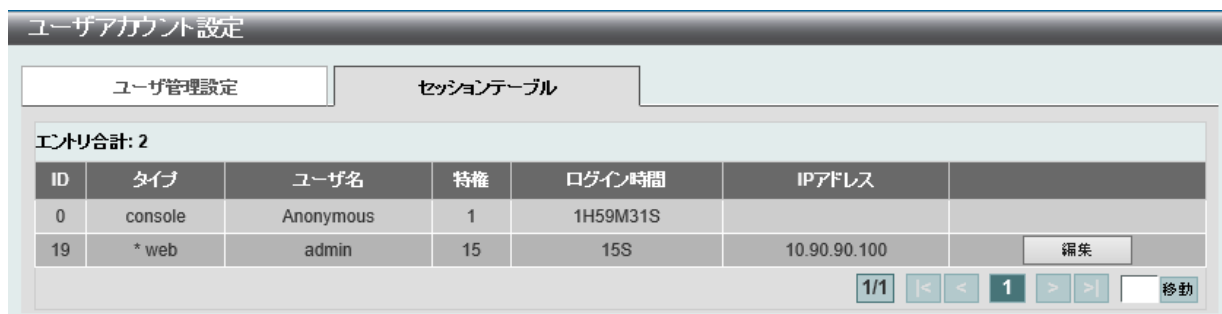 ユーザアカウント設定
ユーザ管理設定 セッションテーブル
エントリ合計: 2
ID タイプ ユーザ名 特権 ログイン時間 IPアドレス
0 console Anonymous 1 1H59M31S
19 * web admin 15 15S 10.90.90.100 編集
1/1 |< < 1 > >| 移動